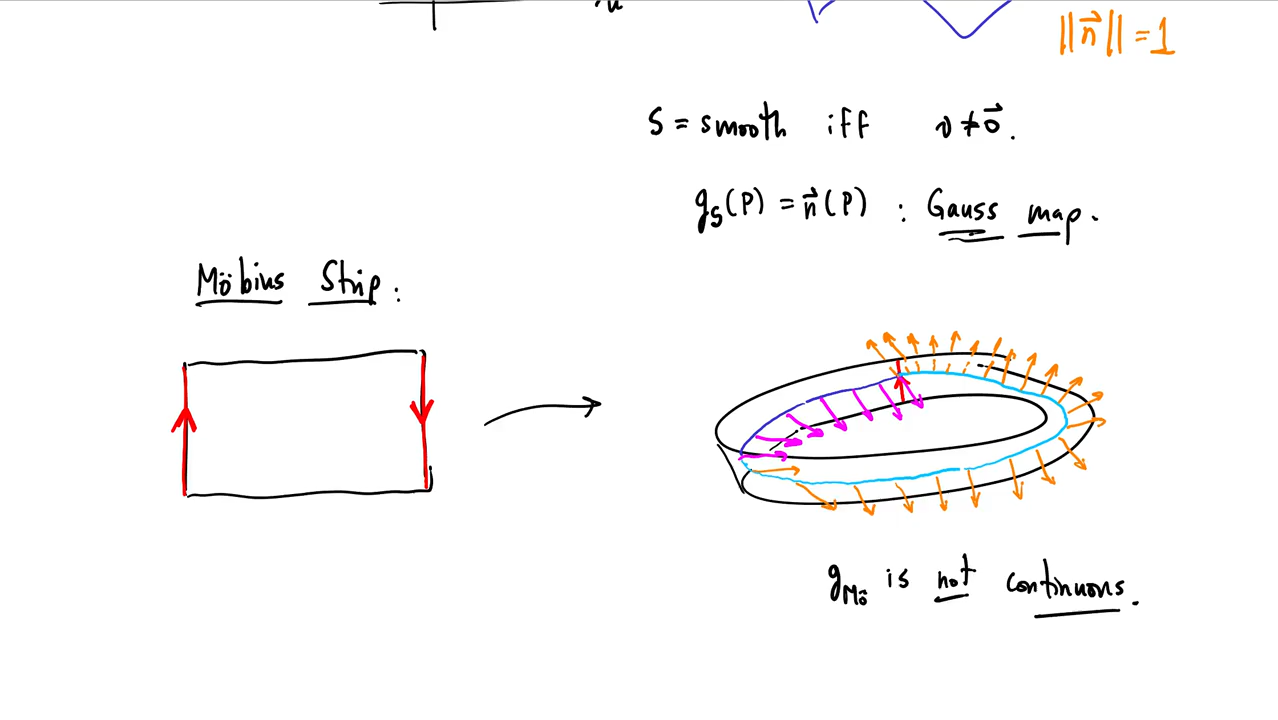 ‖n⃗‖ = 1
S = smooth iff ν ≠ 0⃗.
g_S(P) = n⃗(P) : Gauss map.
Möbius Strip :
g_Mö is not continuous.